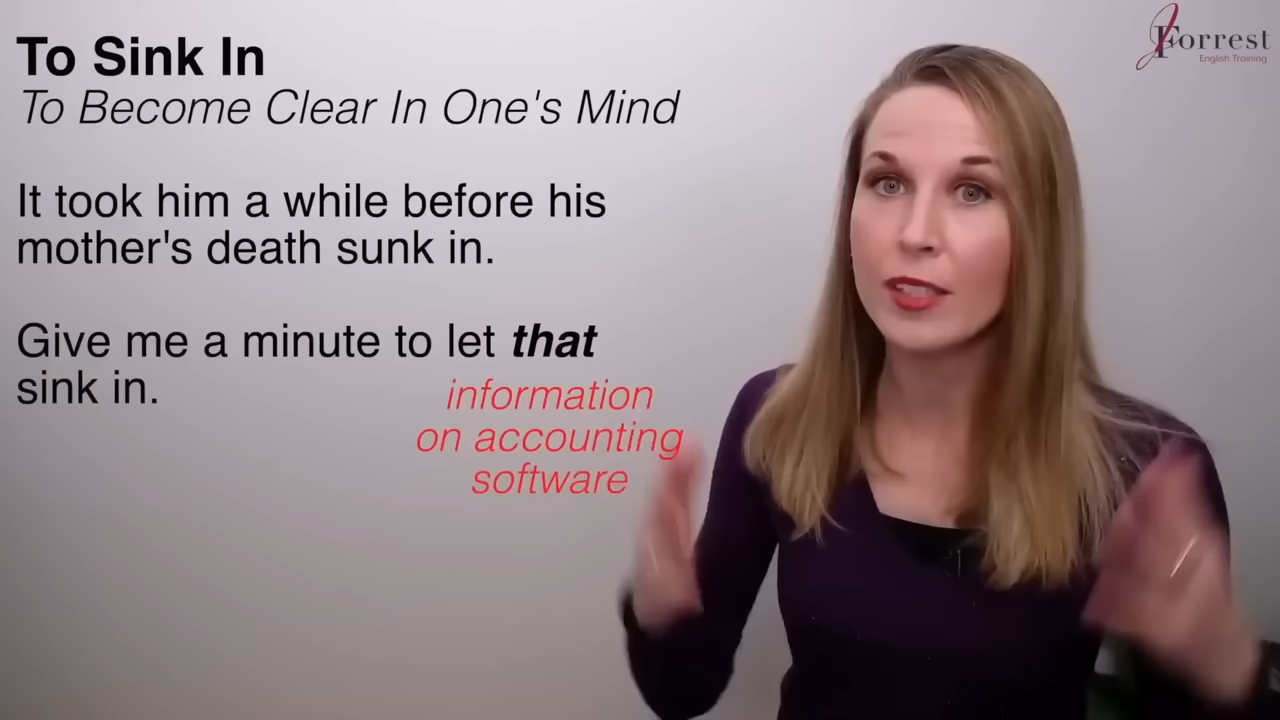 JForrest
English Training
To Sink In
To Become Clear In One's Mind
It took him a while before his
mother's death sunk in.
Give me a minute to let that
sink in.
information
on accounting
software